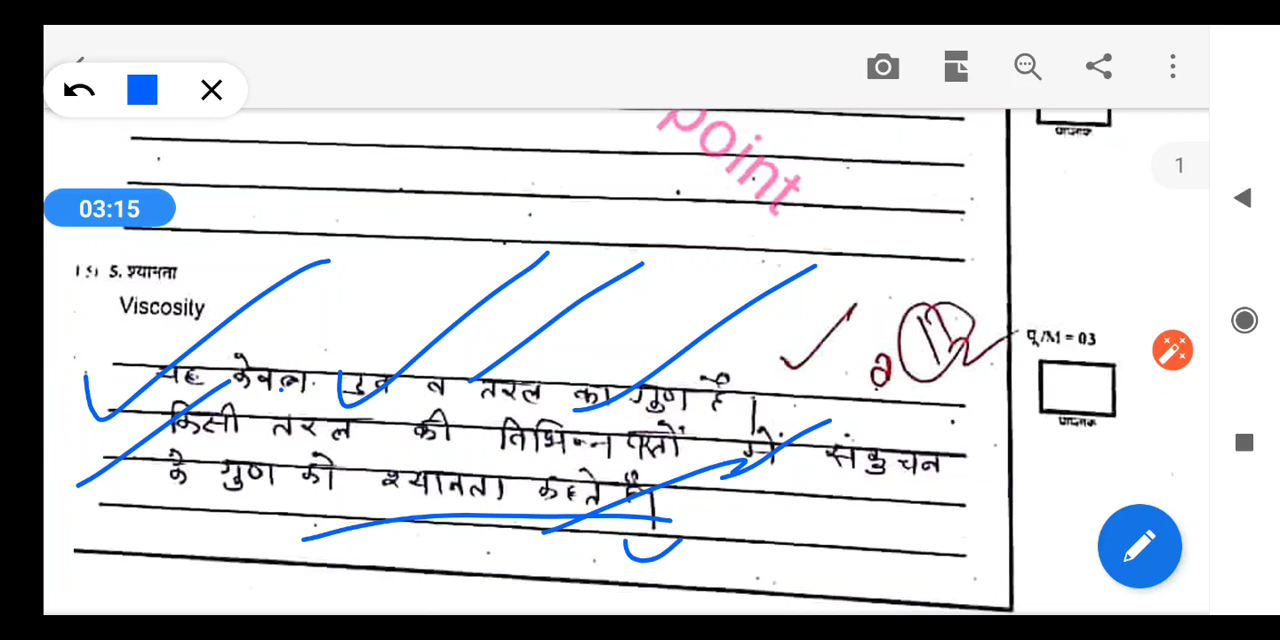 point
प्राप्तांक
1
03:15
5. श्यानता
Viscosity
पू/M = 03
यह केवल द्रव व तरल का गुण है।
किसी तरल की विभिन्न परतों में संकुचन
के गुण को श्यानता कहते हैं।
प्राप्तांक